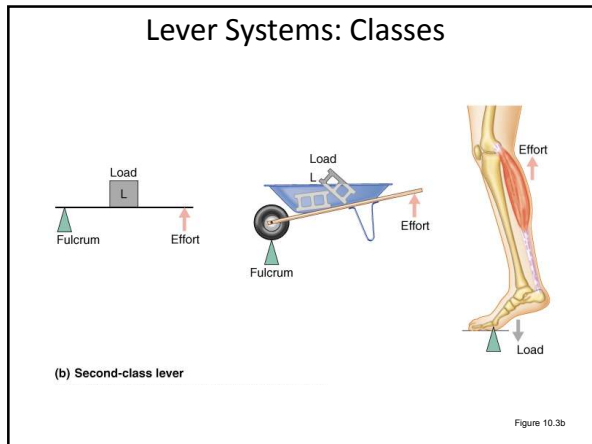 Lever Systems: Classes
Load
L
Fulcrum
Effort
Load
L
Effort
Fulcrum
Effort
Load
(b) Second-class lever
Figure 10.3b